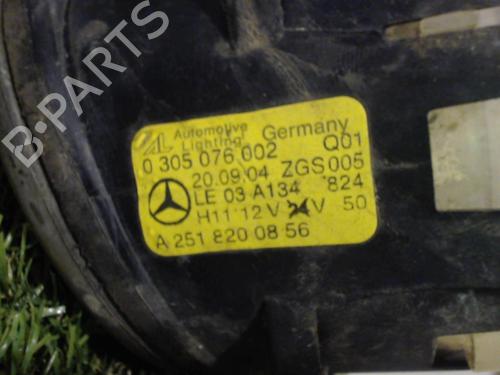 B-PARTS
AL Automotive Lighting Germany
0 305 076 002 Q01
20.09.04 ZGS 005
LE 03 A134 824
H11 12 V V 50
A 251 820 08 56